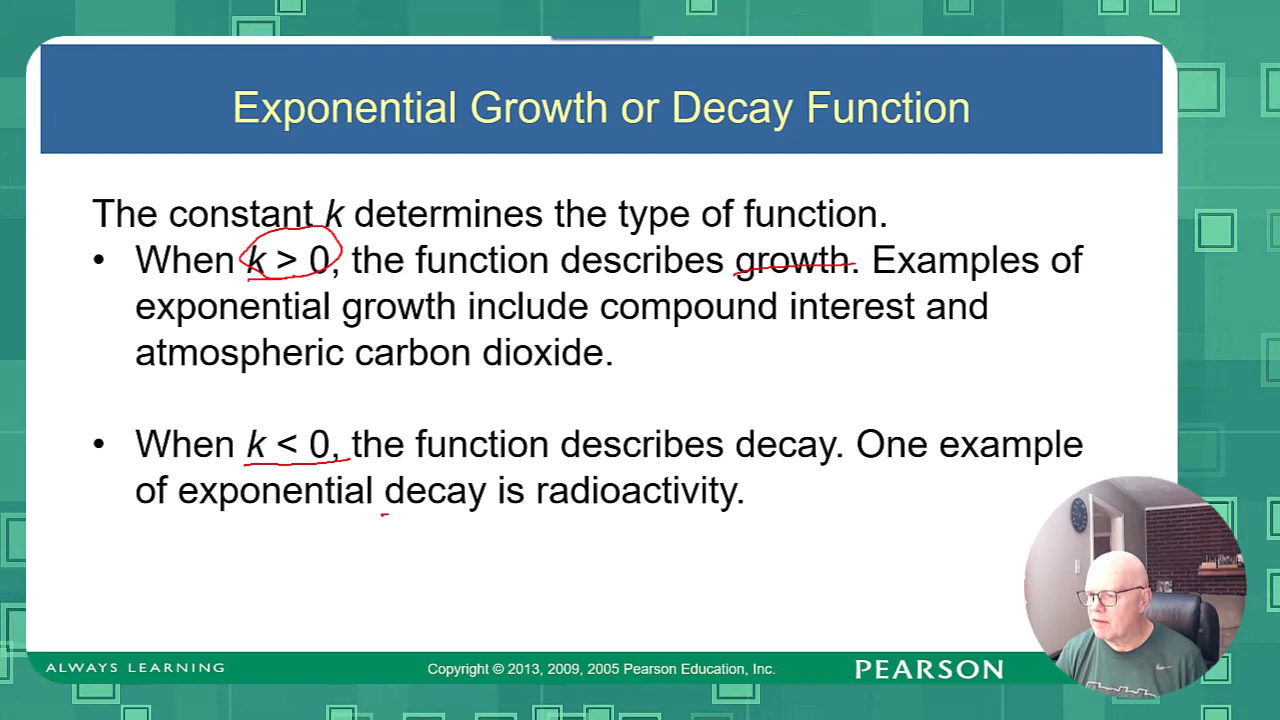 Exponential Growth or Decay Function
The constant k determines the type of function.
• When k > 0, the function describes growth. Examples of
exponential growth include compound interest and
atmospheric carbon dioxide.
• When k < 0, the function describes decay. One example
of exponential decay is radioactivity.
ALWAYS LEARNING
Copyright © 2013, 2009, 2005 Pearson Education, Inc.
PEARSON